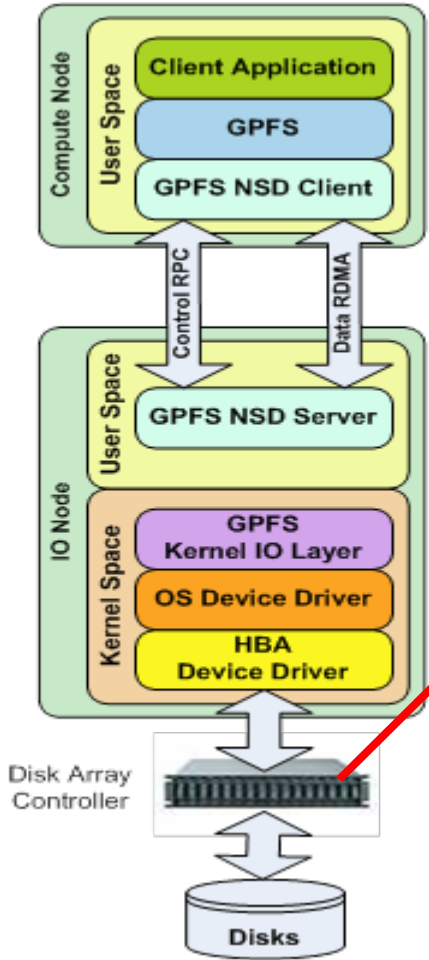 Compute Node
User Space
Client Application
GPFS
GPFS NSD Client
Control RPC
Data RDMA
IO Node
User Space
GPFS NSD Server
Kernel Space
GPFS
Kernel IO Layer
OS Device Driver
HBA
Device Driver
Disk Array
Controller
Disks